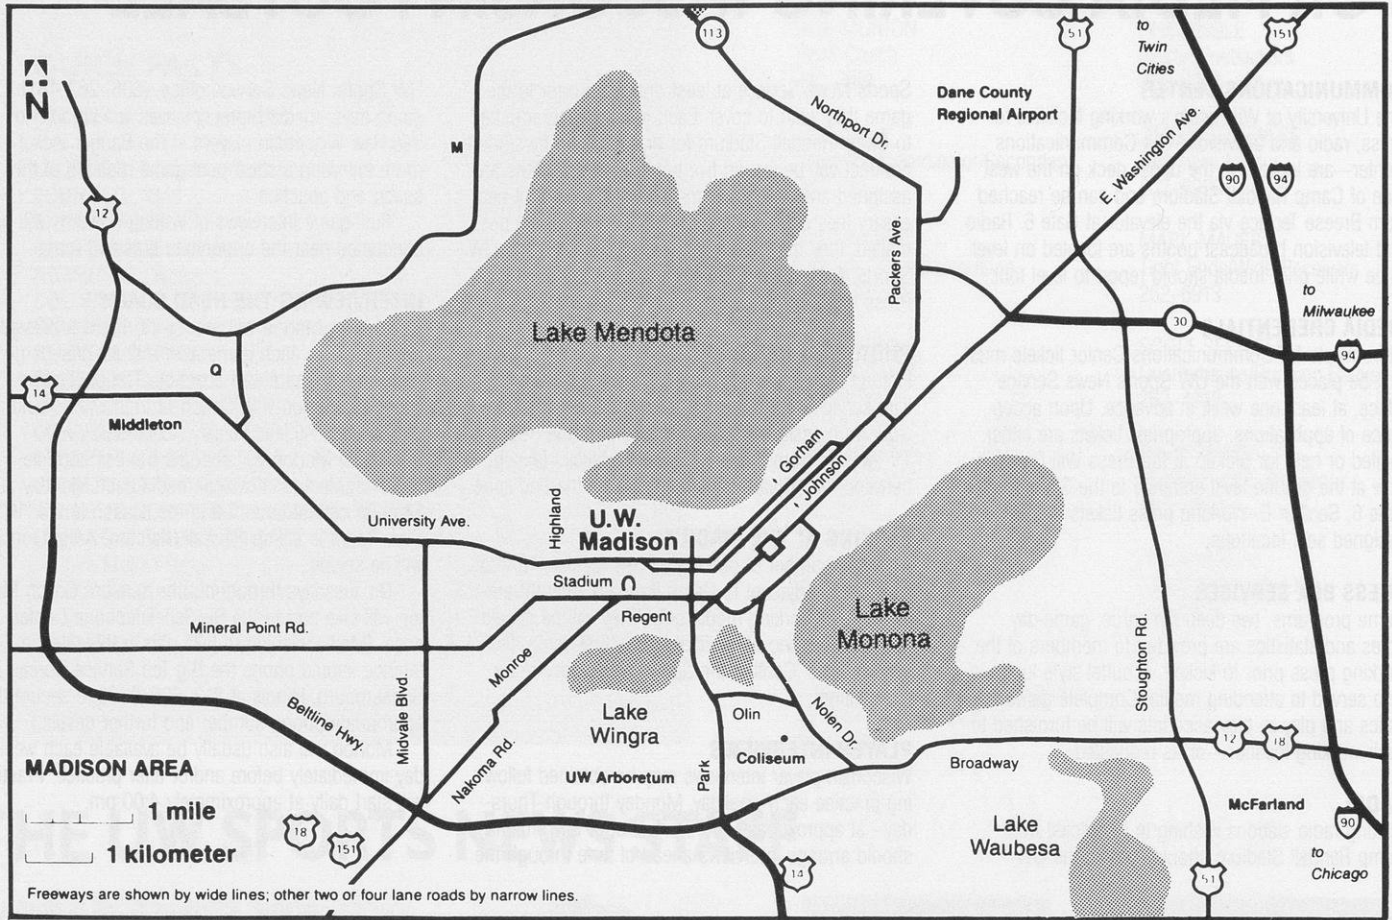 N
113
51
to
Twin
Cities
151
Northport Dr.
Dane County
Regional Airport
E. Washington Ave.
M
90
94
12
Packers Ave.
to
Milwaukee
Lake Mendota
30
94
14
Q
Middleton
Gorham
Johnson
University Ave.
Highland
U.W.
Madison
Stadium
Regent
Lake
Monona
Mineral Point Rd.
Monroe
Stoughton Rd.
Midvale Blvd.
Beltline Hwy.
Nakoma Rd.
Lake
Wingra
Olin
Nolen Dr.
12
18
Coliseum
Park
UW Arboretum
Broadway
MADISON AREA
1 mile
1 kilometer
18
151
McFarland
90
Lake
Waubesa
to
Chicago
14
51
Freeways are shown by wide lines; other two or four lane roads by narrow lines.